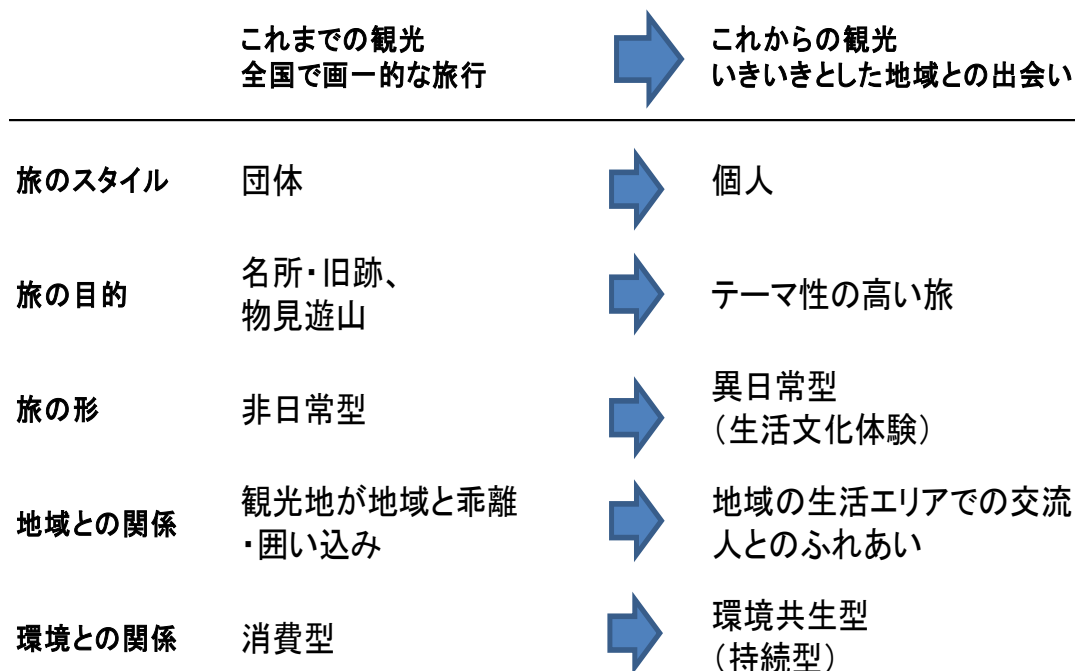 これまでの観光
全国で画一的な旅行
これからの観光
いきいきとした地域との出会い
旅のスタイル
団体
個人
旅の目的
名所・旧跡、
物見遊山
テーマ性の高い旅
旅の形
非日常型
異日常型
（生活文化体験）
地域との関係
観光地が地域と乖離
・囲い込み
地域の生活エリアでの交流
人とのふれあい
環境との関係
消費型
環境共生型
（持続型）